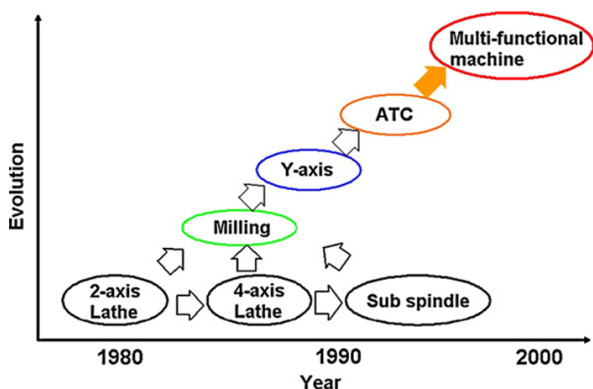 Multi-functional
machine
ATC
Y-axis
Milling
2-axis
Lathe
4-axis
Lathe
Sub spindle
Evolution
1980
1990
2000
Year